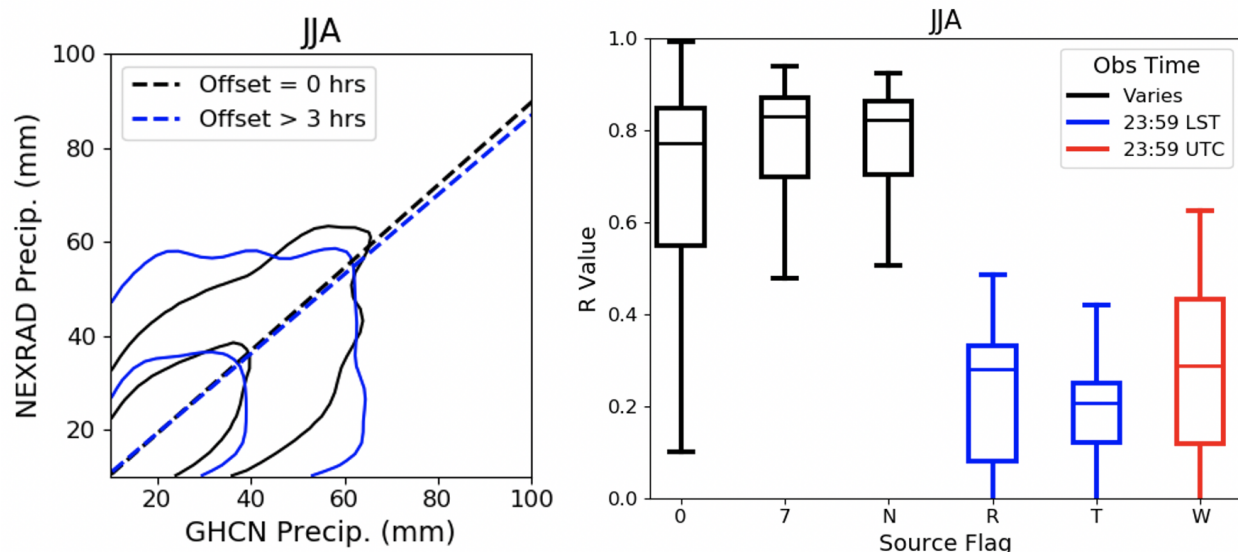 JJA
NEXRAD Precip. (mm)
100
80
60
40
20
Offset = 0 hrs
Offset > 3 hrs
20 40 60 80 100
GHCN Precip. (mm)
JJA
R Value
1.0
0.8
0.6
0.4
0.2
0.0
Obs Time
Varies
23:59 LST
23:59 UTC
0 7 N R T W
Source Flag